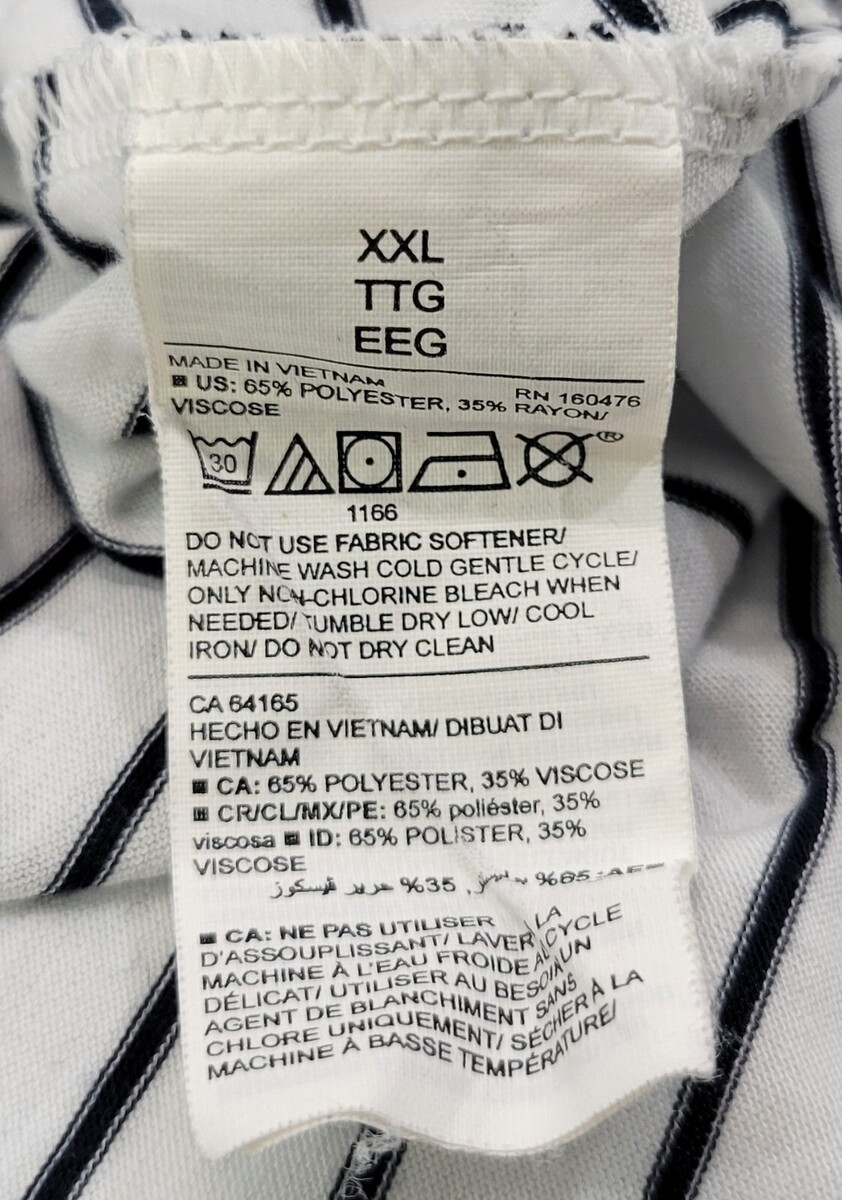 XXL
TTG
EEG
MADE IN VIETNAM
RN 160476
US: 65% POLYESTER, 35% RAYON/
VISCOSE
30
®
1166
DO NOT USE FABRIC SOFTENER/
MACHINE WASH COLD GENTLE CYCLE/
ONLY NON-CHLORINE BLEACH WHEN
NEEDED/ TUMBLE DRY LOW/ COOL
IRON/ DO NOT DRY CLEAN
CA 64165
HECHO EN VIETNAM/ DIBUAT DI
VIETNAM
CA: 65% POLYESTER, 35% VISCOSE
CR/CL/MX/PE: 65% poliéster, 35%
viscosa ID: 65% POLISTER, 35%
VISCOSE
%35 حرير فيسكوز
CA: NE PAS UTILISER
D'ASSOUPLISSANT/ LAVER À LA
MACHINE À L'EAU FROIDE CYCLE
DÉLICAT/ UTILISER AU BESOIN UN
AGENT DE BLANCHIMENT SANS
CHLORE UNIQUEMENT/ SÉCHER À LA
MACHINE À BASSE TEMPÉRATURE/